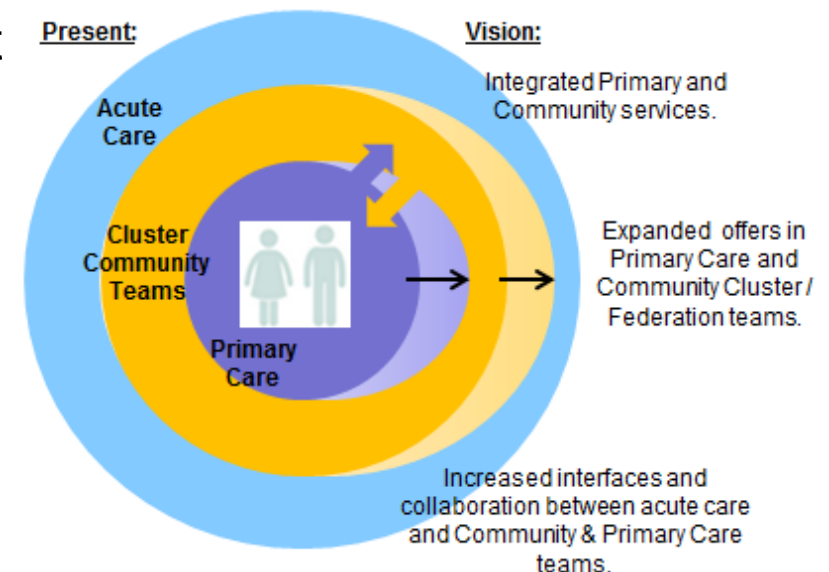 Present:
Acute
Care
Cluster
Community
Teams
Primary
Care
Vision:
Integrated Primary and
Community services.
Expanded offers in
Primary Care and
Community Cluster /
Federation teams.
Increased interfaces and
collaboration between acute care
and Community & Primary Care
teams.